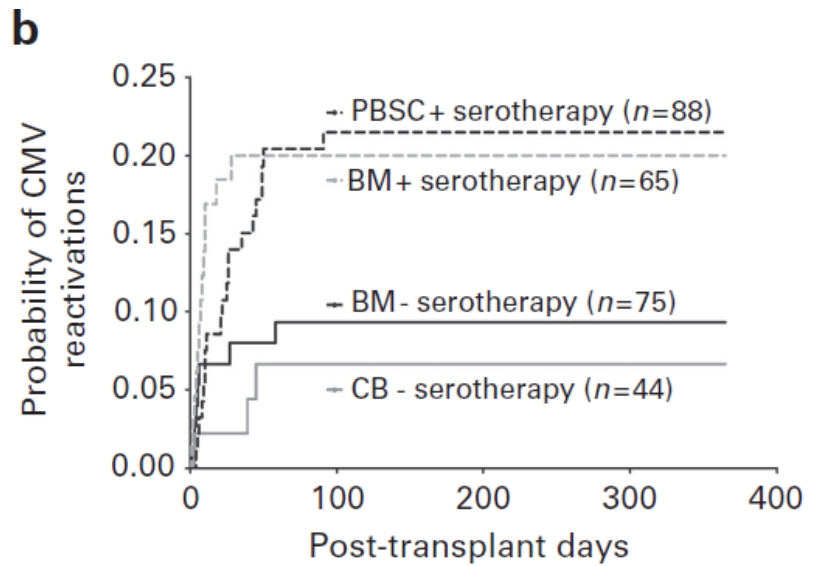 b
Probability of CMV
reactivations
0.25
0.20
0.15
0.10
0.05
0.00
PBSC+ serotherapy (n=88)
BM+ serotherapy (n=65)
BM- serotherapy (n=75)
CB - serotherapy (n=44)
0 100 200 300 400
Post-transplant days